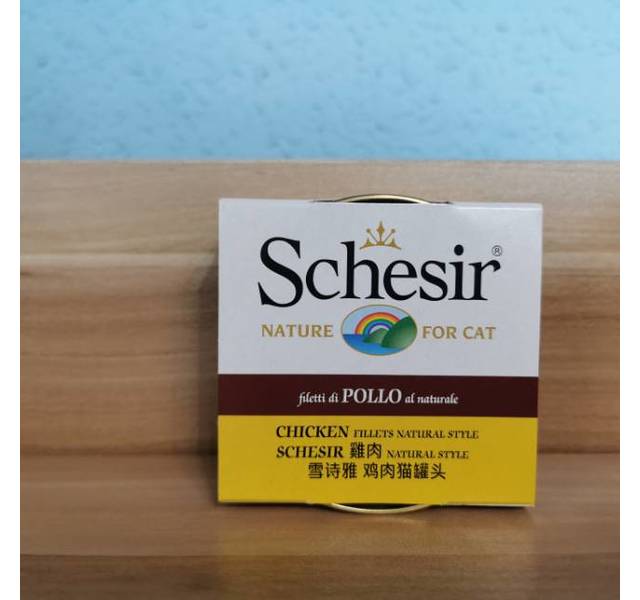 Schesir®
NATURE FOR CAT
filetti di POLLO al naturale
CHICKEN FILLETS NATURAL STYLE
SCHESIR 雞肉 NATURAL STYLE
雪诗雅 鸡肉猫罐头